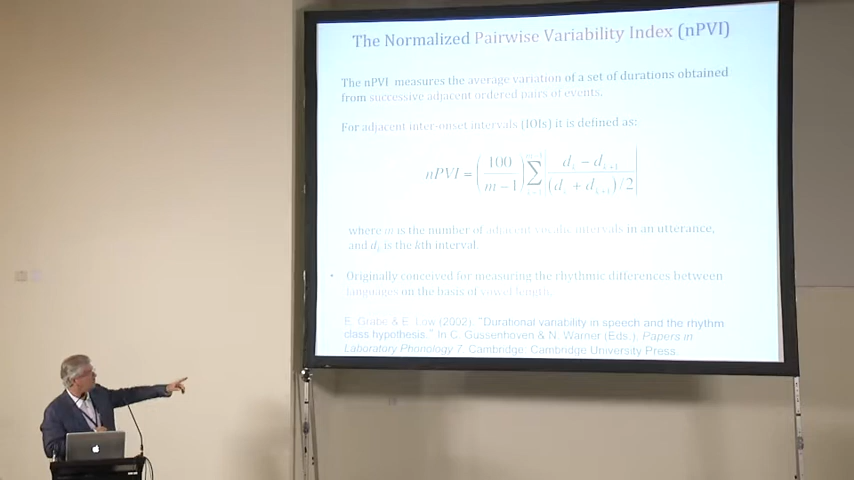 The Normalized Pairwise Variability Index (nPVI)
The nPVI measures the average variation of a set of durations obtained
from successive adjacent ordered pairs of events.
For adjacent inter-onset intervals (IOIs) it is defined as:
nPVI = (100 / m − 1) ∑ | d − d / (d + d)/2 |
where m is the number of adjacent vocalic intervals in an utterance,
and dk is the kth interval.
• Originally conceived for measuring the rhythmic differences between
languages on the basis of vowel length.
E. Grabe & E. Low (2002). "Durational variability in speech and the rhythm
class hypothesis." In C. Gussenhoven & N. Warner (Eds.), Papers in
Laboratory Phonology 7, Cambridge, Cambridge University Press